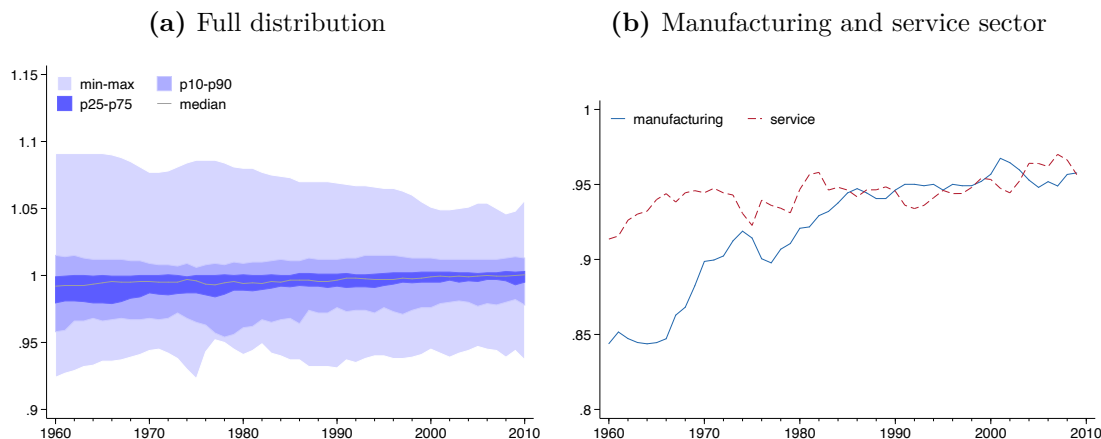 (a) Full distribution
1.15
1.1
1.05
1
.95
.9
min-max p10-p90
p25-p75 median
1960 1970 1980 1990 2000 2010
(b) Manufacturing and service sector
1
.95
.9
.85
.8
manufacturing service
1960 1970 1980 1990 2000 2010